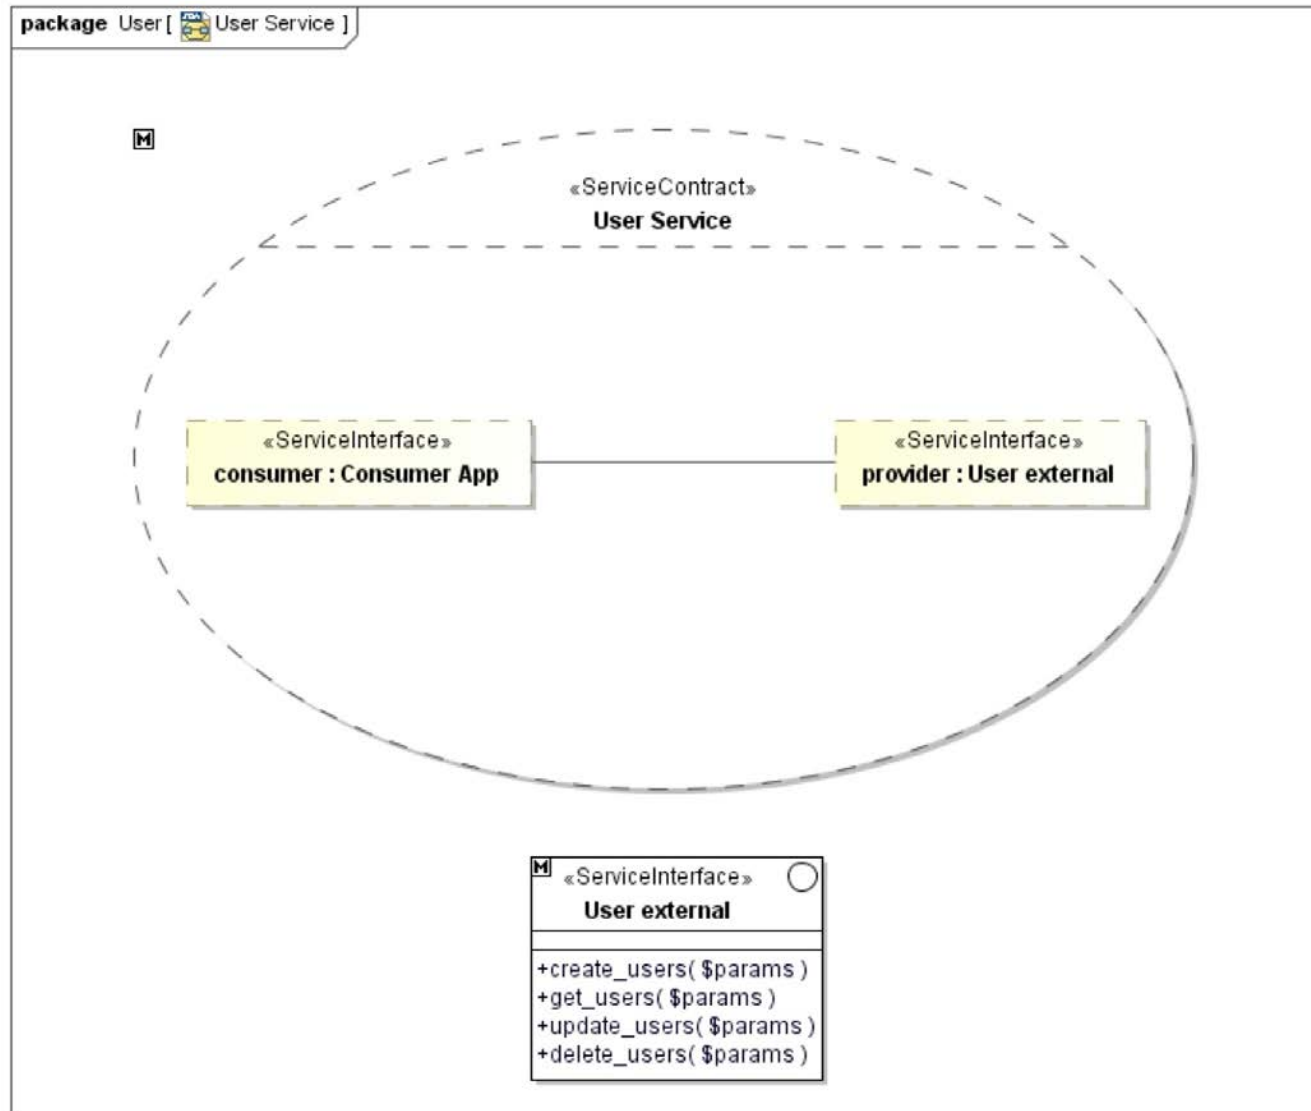 package User [ User Service ]
M
«ServiceContract»
User Service
«ServiceInterface»
consumer : Consumer App
«ServiceInterface»
provider : User external
M
«ServiceInterface»
User external
+create_users( $params )
+get_users( $params )
+update_users( $params )
+delete_users( $params )